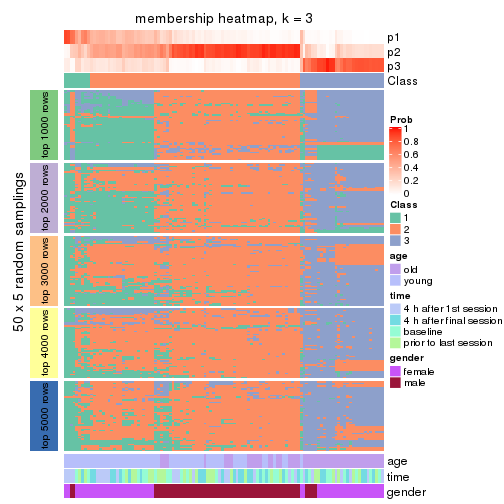 membership heatmap, k = 3
p1
p2
p3
Class
50 x 5 random samplings
top 1000 rows
top 2000 rows
top 3000 rows
top 4000 rows
top 5000 rows
age
time
gender
Prob
1
0.8
0.6
0.4
0.2
0
Class
1
2
3
age
old
young
time
4 h after 1st session
4 h after final session
baseline
prior to last session
gender
female
male